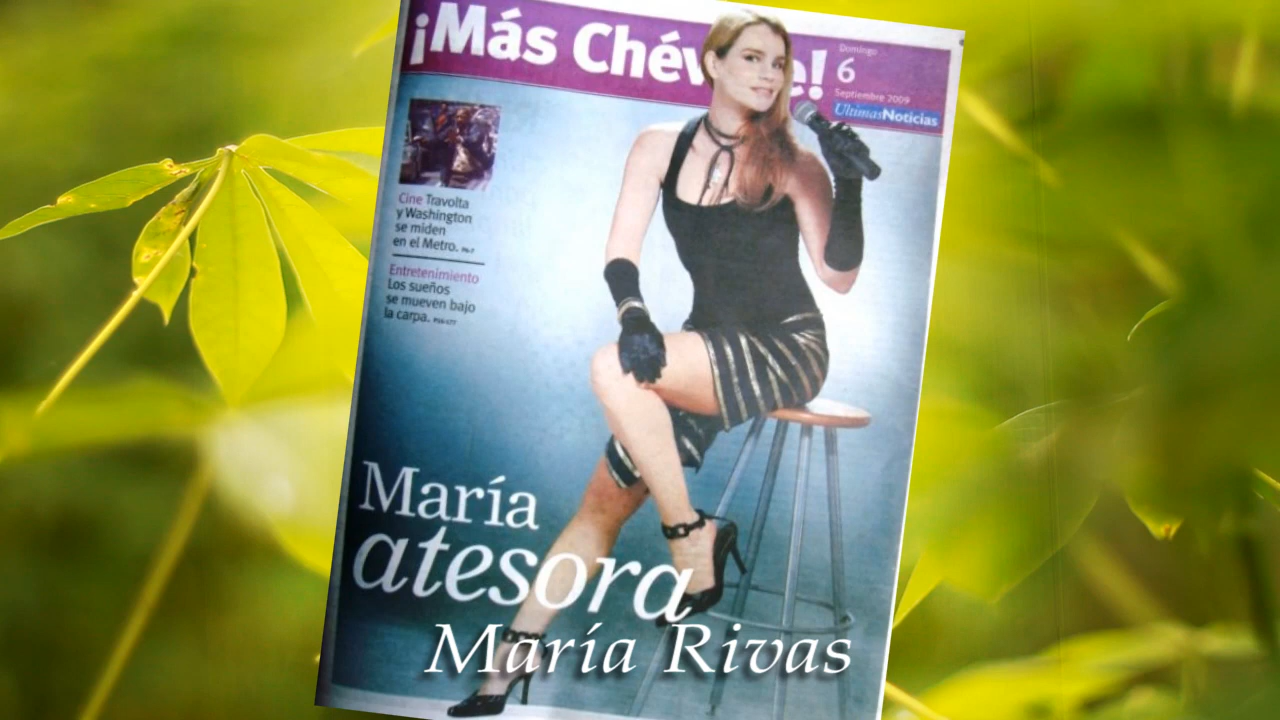 ¡Más Chév e!
Domingo
6
Septiembre 2009
UltimasNoticias
Cine Travolta
y Washington
se miden
en el Metro.
Entretenimiento
Los sueños
se mueven bajo
la carpa.
María
atesora
María Rivas